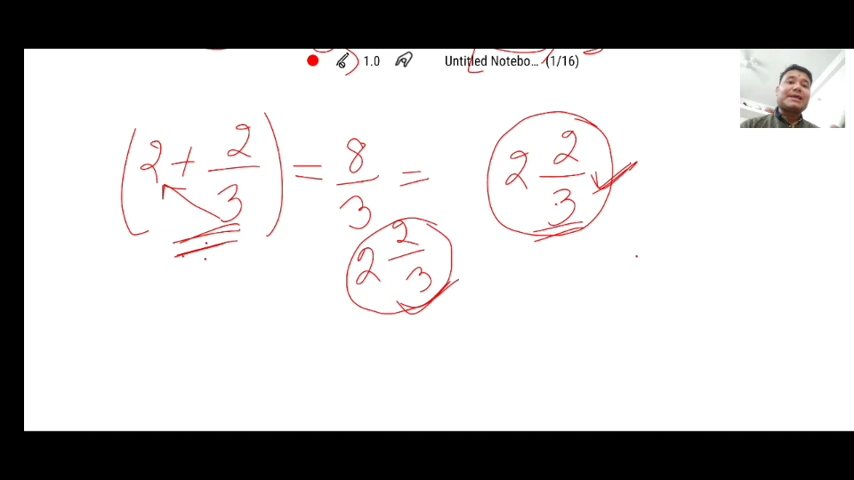 1.0 Untitled Notebo... (1/16)
(2 + 2/3) = 8/3 = 2 2/3
2 2/3